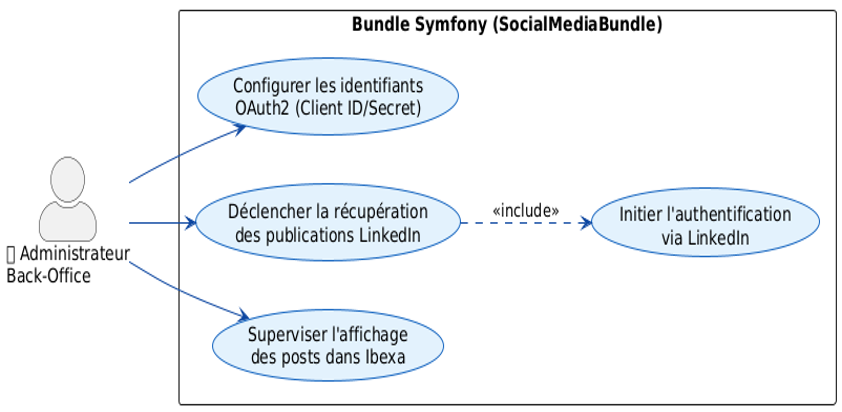 Bundle Symfony (SocialMediaBundle)
Configurer les identifiants
OAuth2 (Client ID/Secret)
Déclencher la récupération
des publications LinkedIn
«include»
Initier l'authentification
via LinkedIn
Administrateur
Back-Office
Superviser l'affichage
des posts dans Ibexa